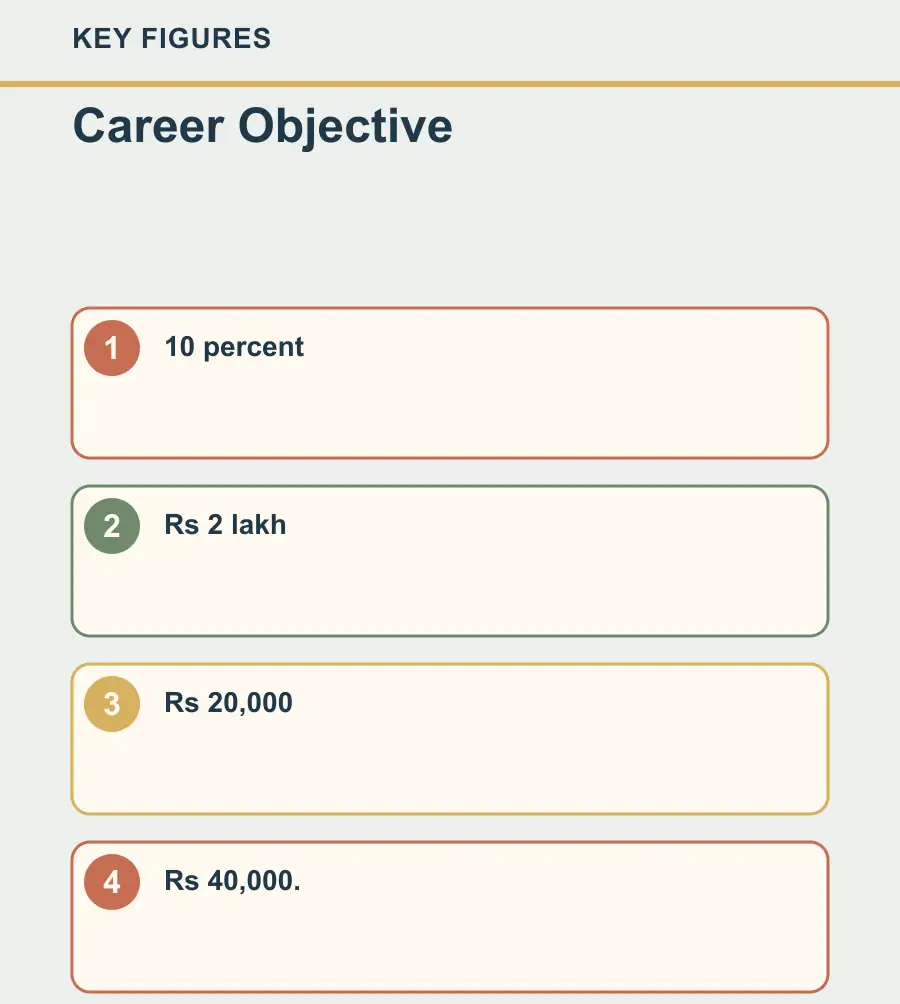 KEY FIGURES
Career Objective
1 10 percent
2 Rs 2 lakh
3 Rs 20,000
4 Rs 40,000.